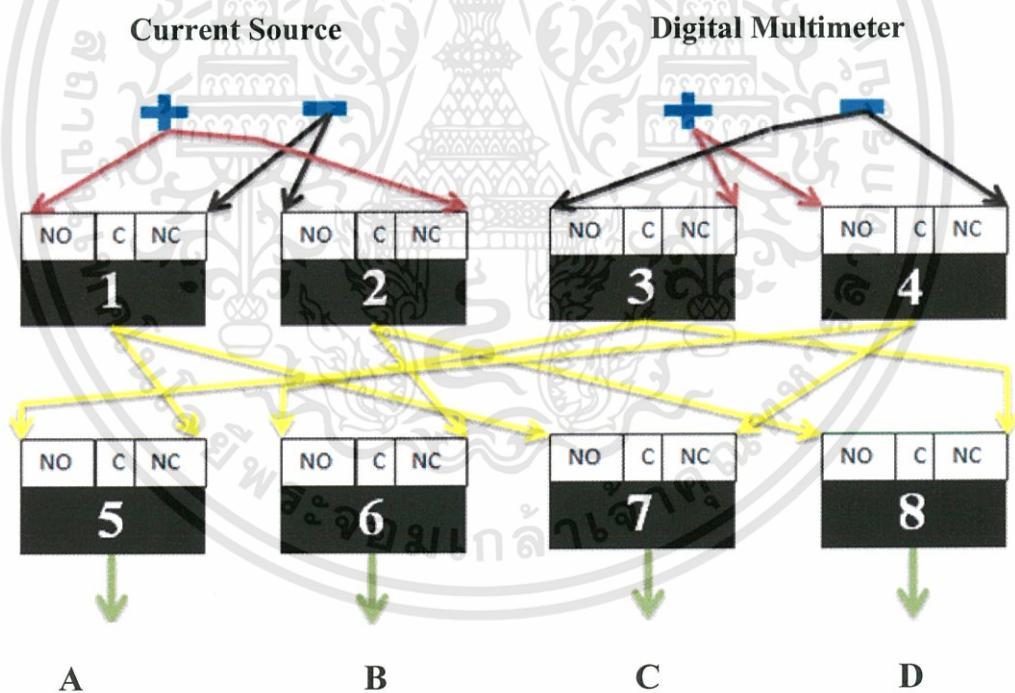 Current Source Digital Multimeter
+ − + −
NO C NC NO C NC NO C NC NO C NC
1 2 3 4
NO C NC NO C NC NO C NC NO C NC
5 6 7 8
A B C D